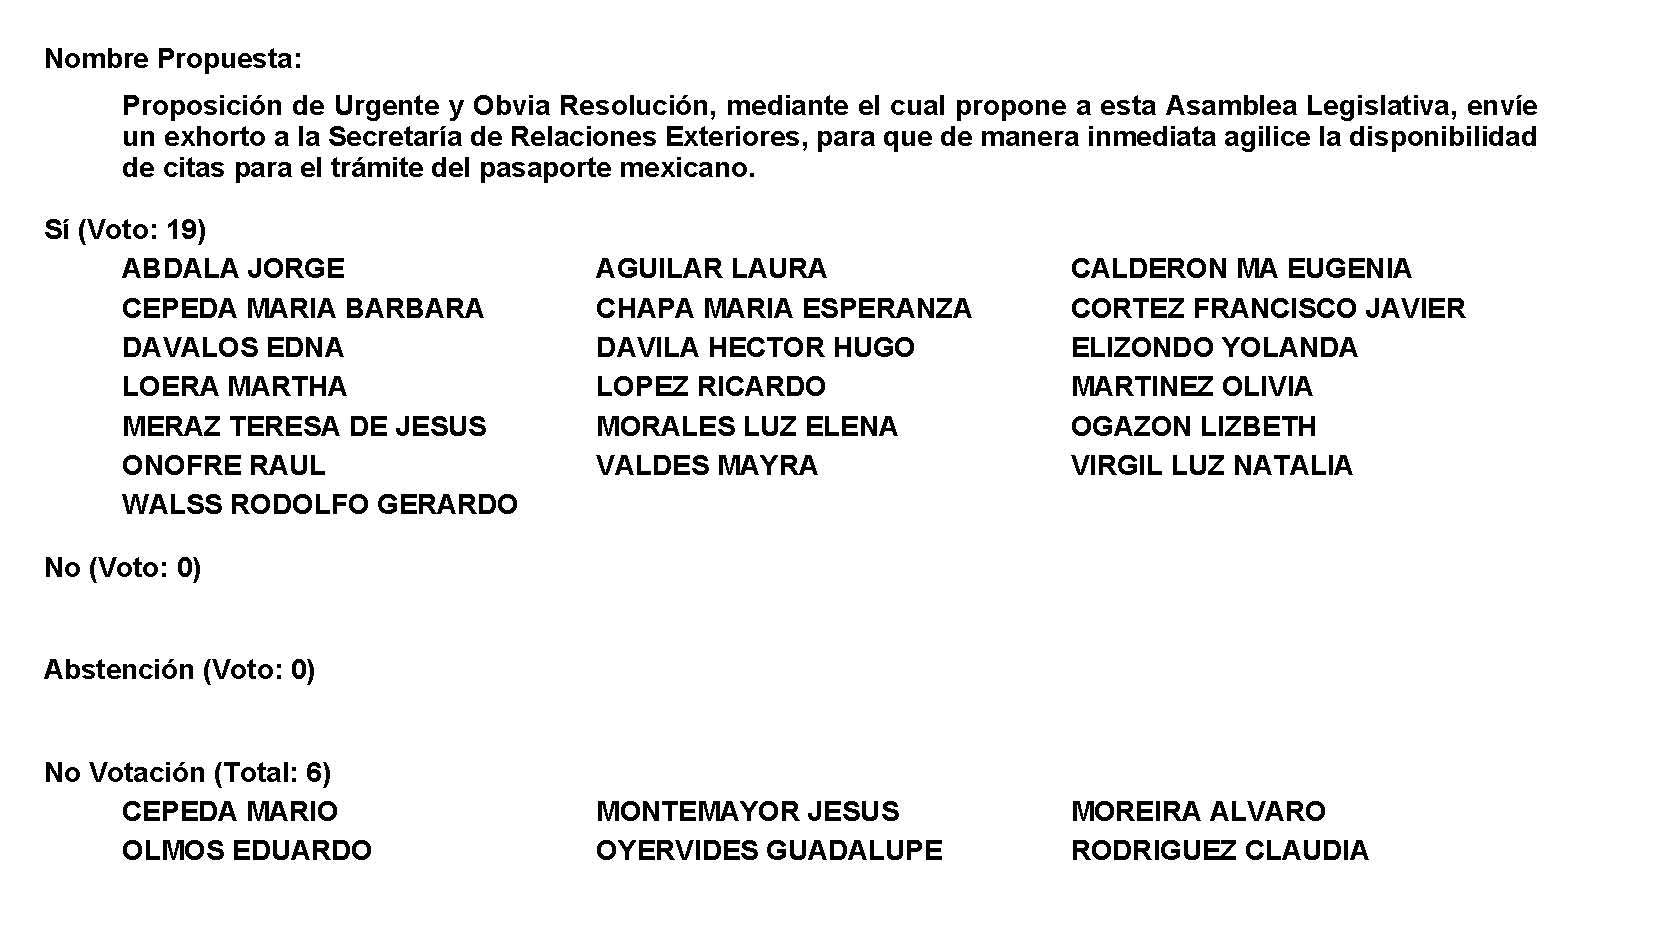 Nombre Propuesta:
Proposición de Urgente y Obvia Resolución, mediante el cual propone a esta Asamblea Legislativa, envíe
un exhorto a la Secretaría de Relaciones Exteriores, para que de manera inmediata agilice la disponibilidad
de citas para el trámite del pasaporte mexicano.
Sí (Voto: 19)
ABDALA JORGE AGUILAR LAURA CALDERON MA EUGENIA
CEPEDA MARIA BARBARA CHAPA MARIA ESPERANZA CORTEZ FRANCISCO JAVIER
DAVALOS EDNA DAVILA HECTOR HUGO ELIZONDO YOLANDA
LOERA MARTHA LOPEZ RICARDO MARTINEZ OLIVIA
MERAZ TERESA DE JESUS MORALES LUZ ELENA OGAZON LIZBETH
ONOFRE RAUL VALDES MAYRA VIRGIL LUZ NATALIA
WALSS RODOLFO GERARDO
No (Voto: 0)
Abstención (Voto: 0)
No Votación (Total: 6)
CEPEDA MARIO MONTEMAYOR JESUS MOREIRA ALVARO
OLMOS EDUARDO OYERVIDES GUADALUPE RODRIGUEZ CLAUDIA